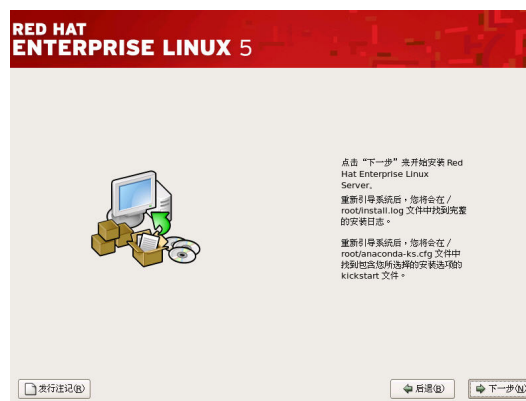 RED HAT
ENTERPRISE LINUX 5
点击“下一步”来开始安装 Red
Hat Enterprise Linux
Server。
重新引导系统后，您将会在 /
root/install.log 文件中找到完整
的安装日志。
重新引导系统后，您将会在 /
root/anaconda-ks.cfg 文件中
找到包含您所选择的安装选项的
kickstart 文件。
发行注记(R)
后退(B)
下一步(N)